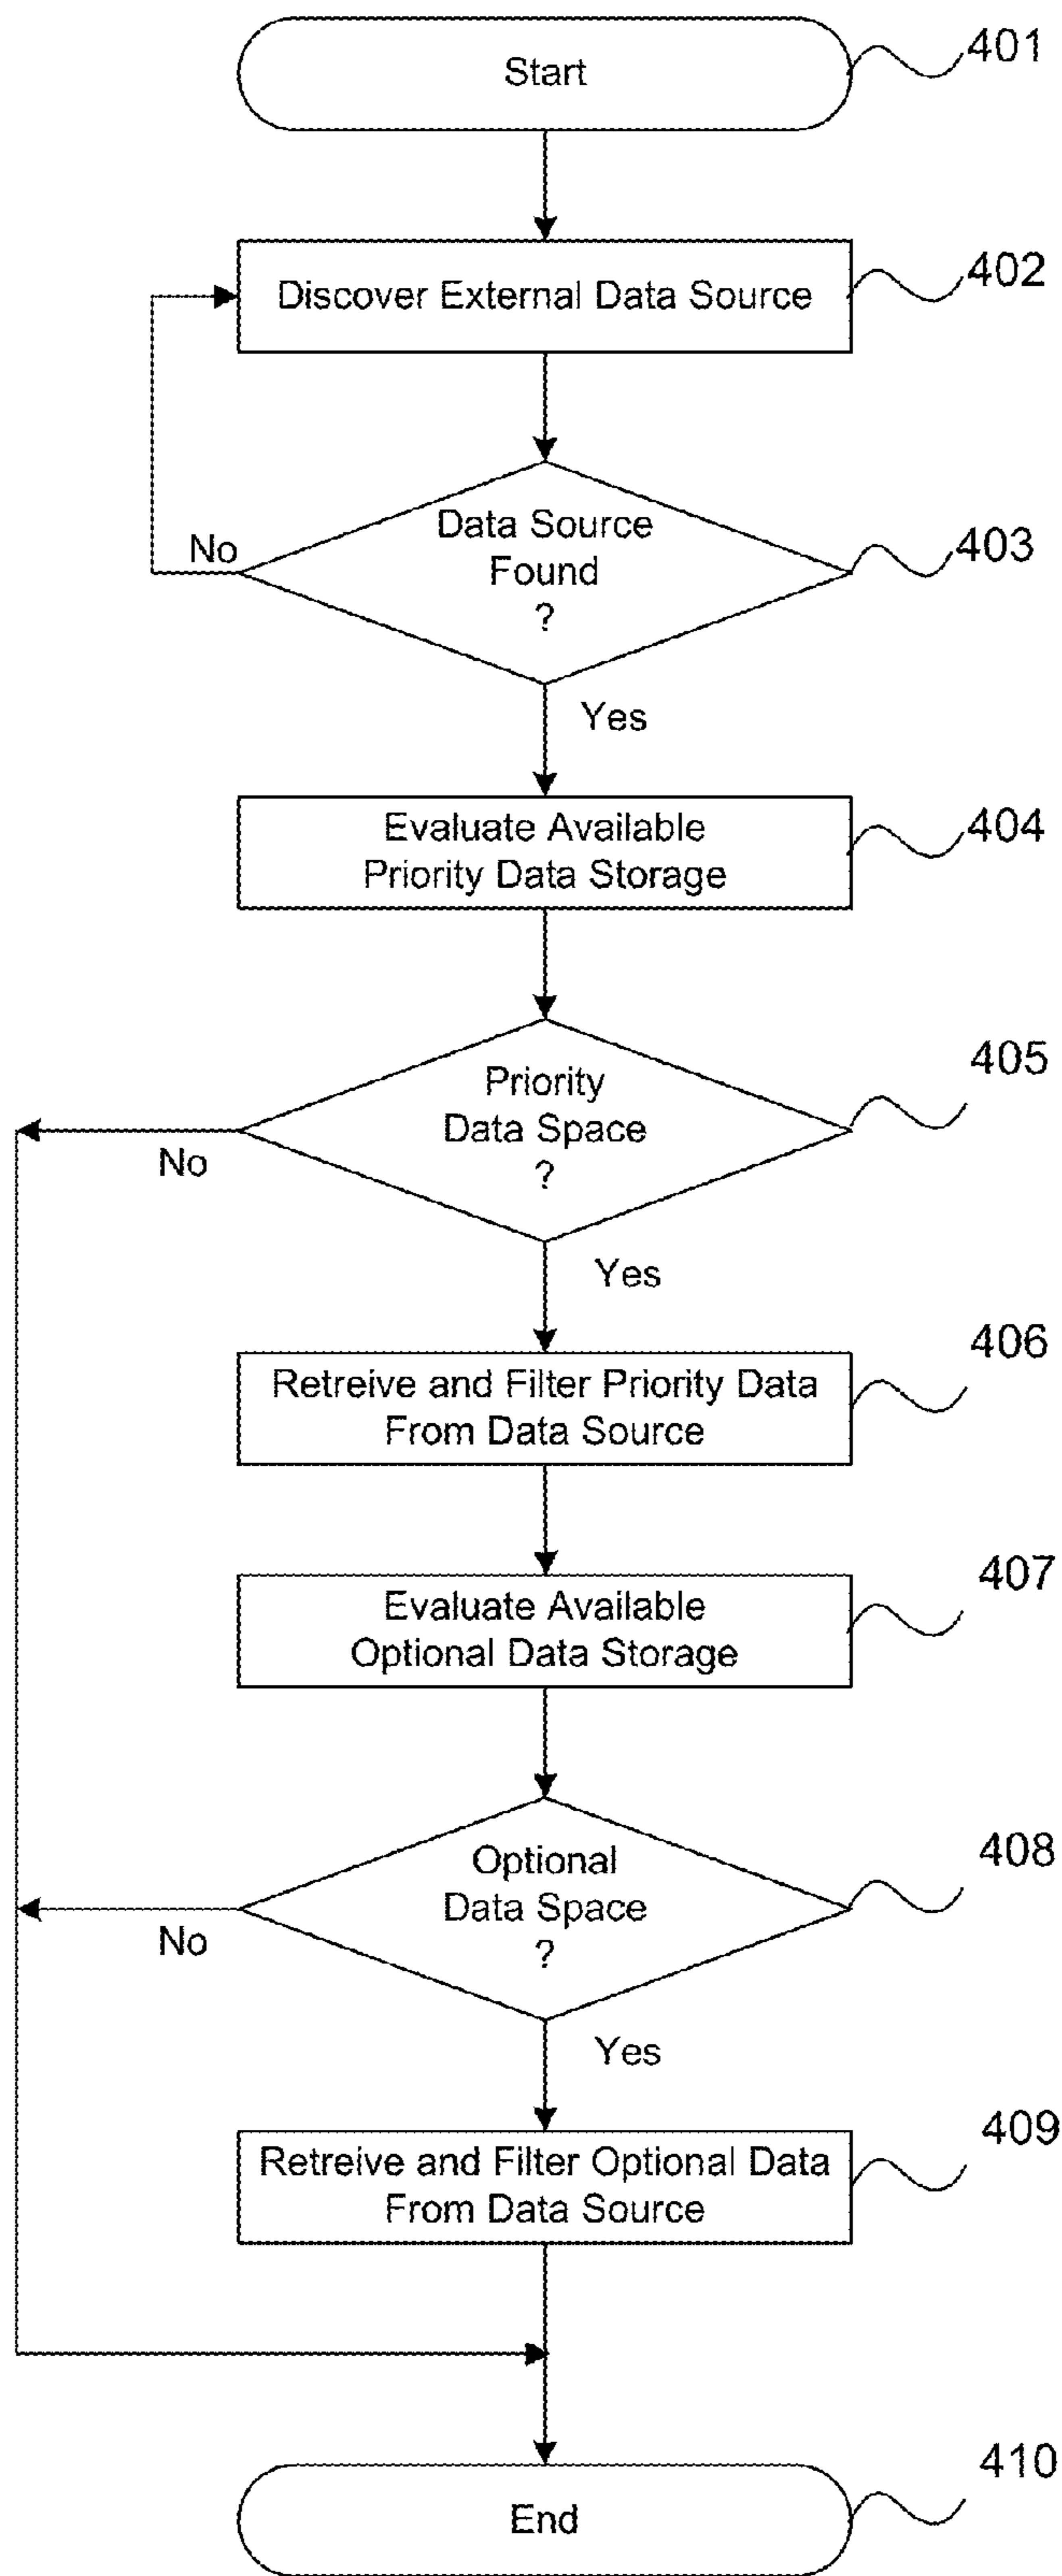 Start
401
Discover External Data Source
402
Data Source
Found
?
403
No
Yes
Evaluate Available
Priority Data Storage
404
Priority
Data Space
?
405
No
Yes
Retreive and Filter Priority Data
From Data Source
406
Evaluate Available
Optional Data Storage
407
Optional
Data Space
?
408
No
Yes
Retreive and Filter Optional Data
From Data Source
409
End
410